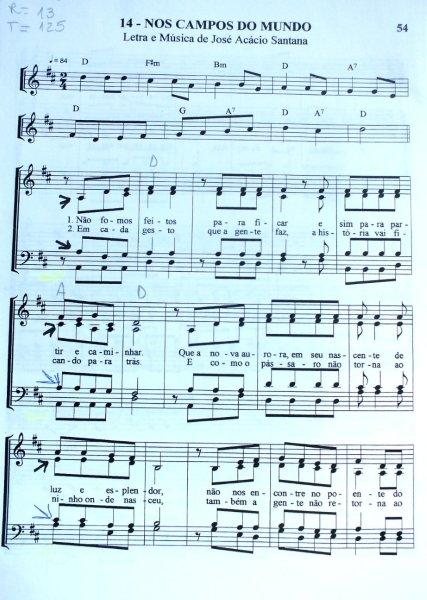 R= 13
T= 125
14 - NOS CAMPOS DO MUNDO 54
Letra e Música de José Acácio Santana
♩ = 84 D F#m Bm D A7
2 4
D G A7 D A7 D
D
1. Não fo-mos fei-tos pa-ra fi-car e sim pa-ra par-
2. Em ca-da ges-to que a gen-te faz, a his-tó-ria vai fi-
A D
tir e ca-mi-nhar. Que a no-va au-ro-ra, em seu nas-cen-te de
can-do pa-ra trás. E co-mo o pás-sa-ro não tor-na ao
luz e es-plen-dor, não nos en-con-tre no po-en-te do
ni-nho on-de nas-ceu, tam-bém a gen-te não re-tor-na ao